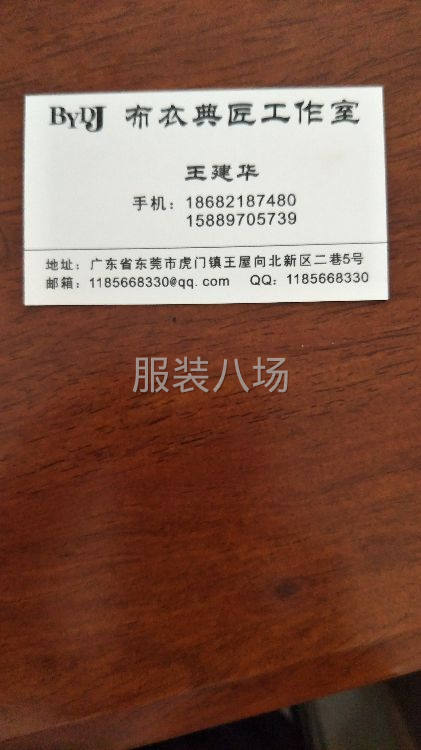 BYDJ 布衣典匠工作室
王建华
手机：18682187480
15889705739
地址：广东省东莞市虎门镇王屋向北新区二巷5号
邮箱：1185668330@qq.com QQ：1185668330
服装八场